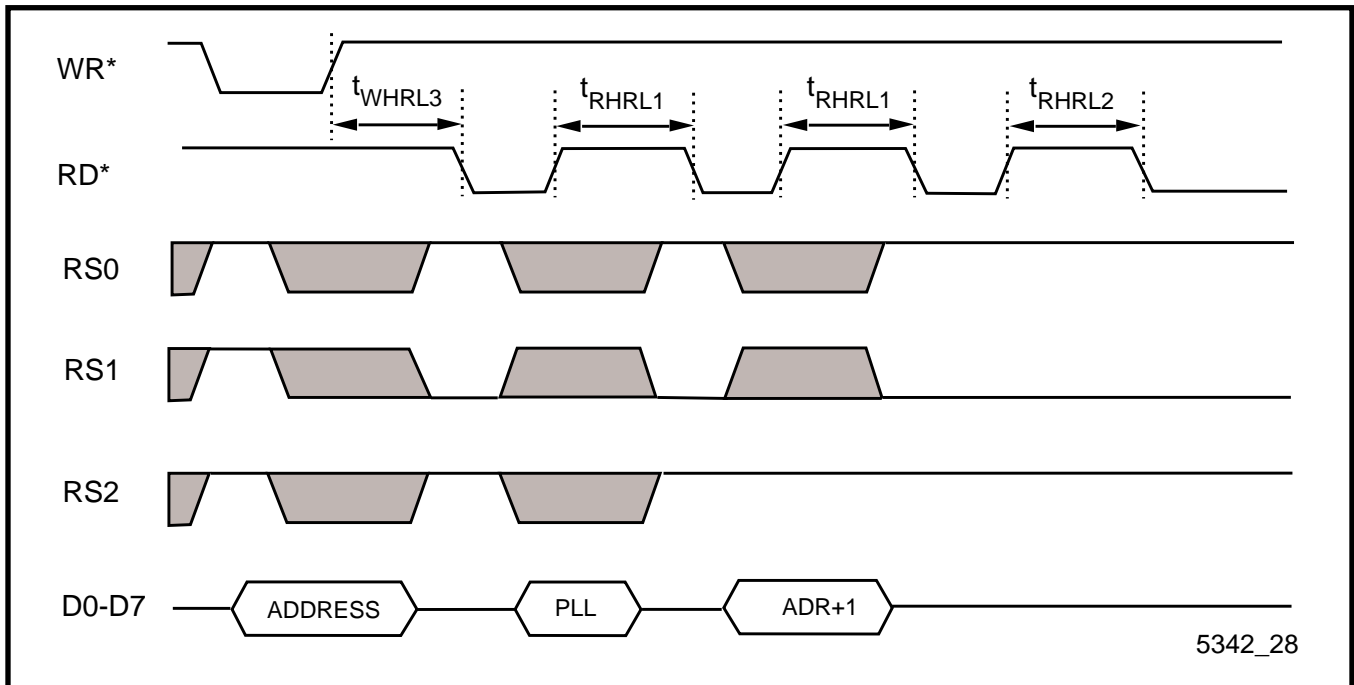 WR*
tWHRL3
tRHRL1
tRHRL1
tRHRL2
RD*
RS0
RS1
RS2
D0-D7
ADDRESS
PLL
ADR+1
5342_28